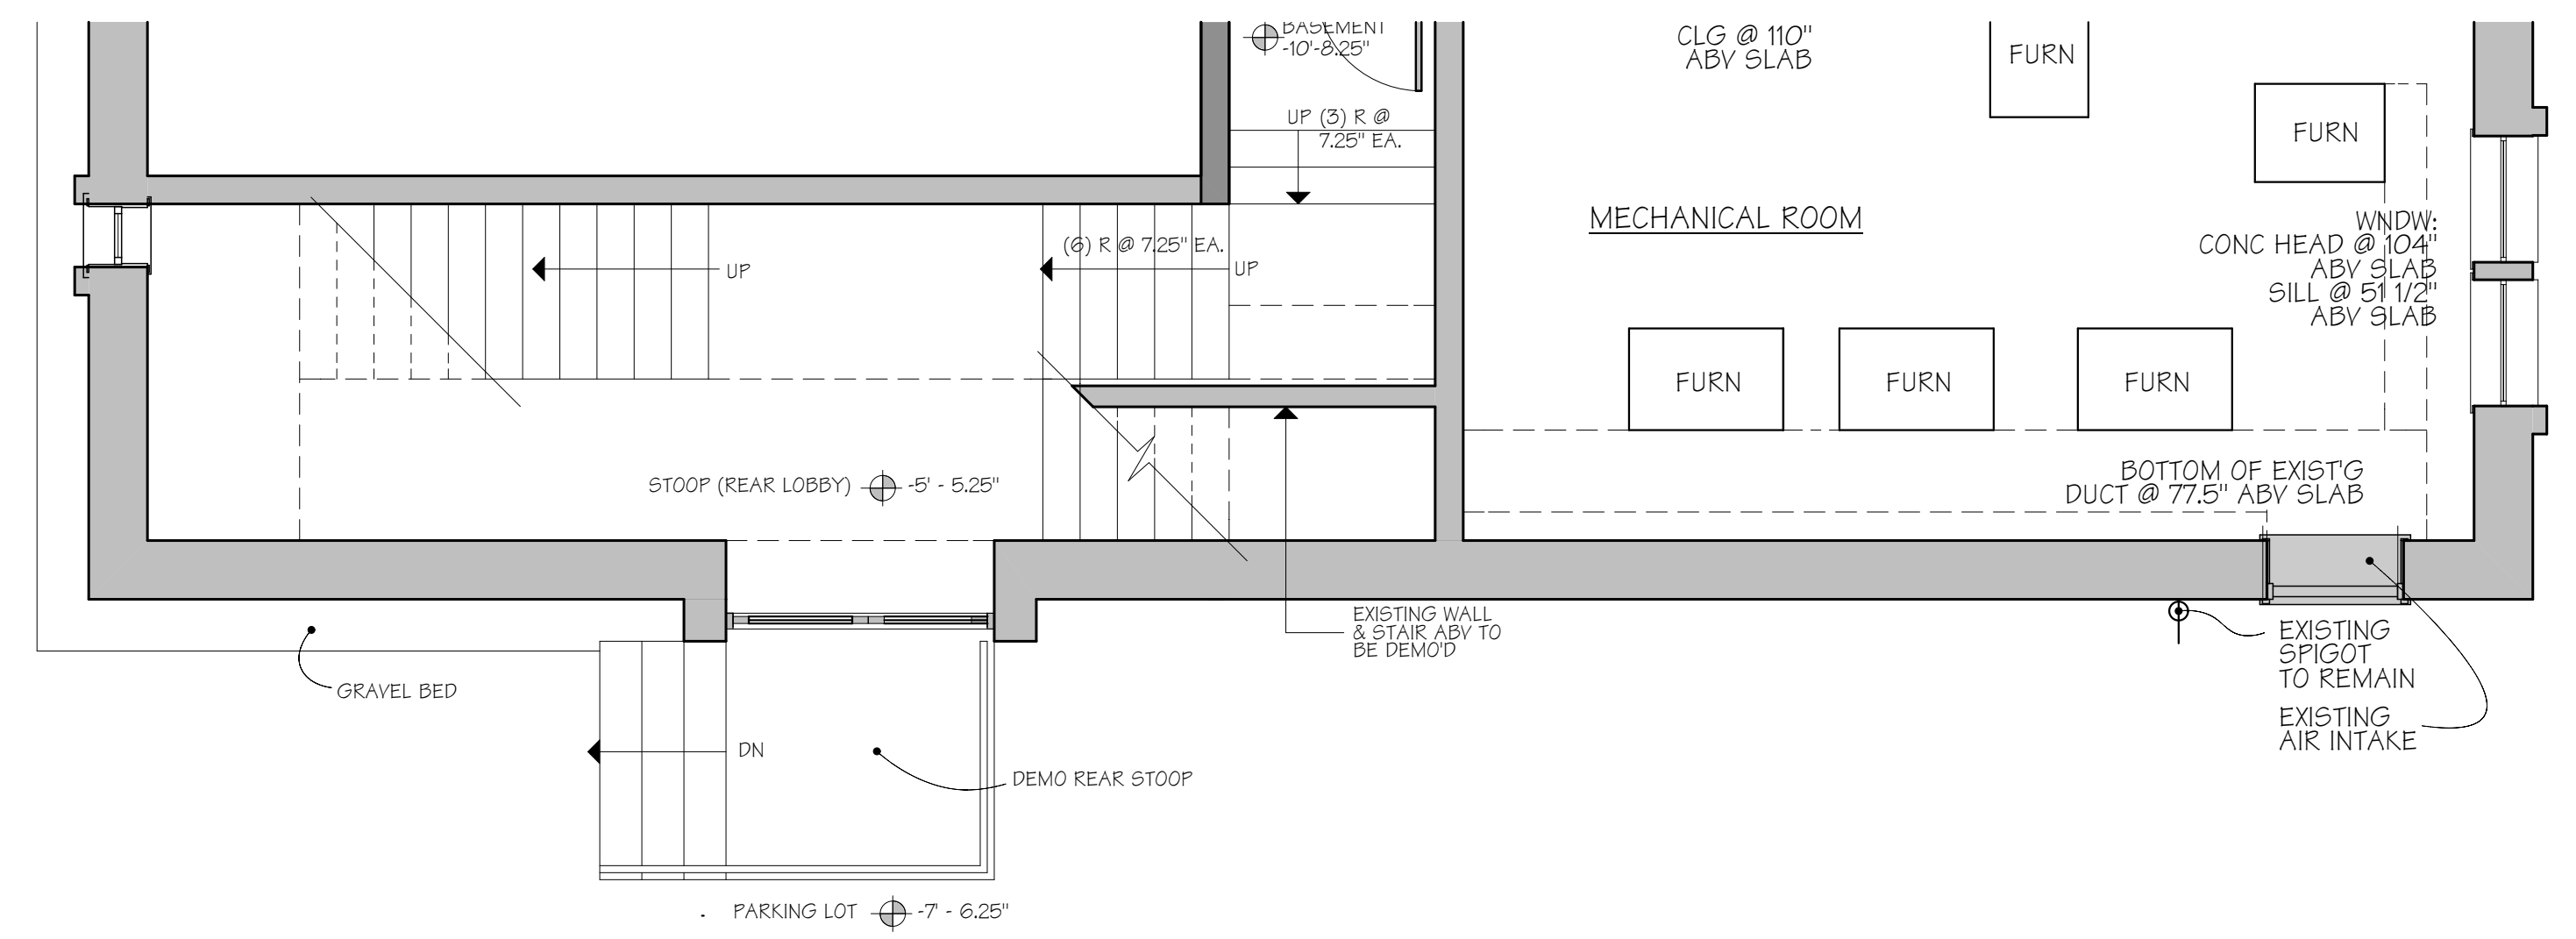 BASEMENT
-10'-8.25"
CLG @ 110"
ABV SLAB
FURN
UP (3) R @
7.25" EA.
FURN
MECHANICAL ROOM
WNDW:
CONC HEAD @ 104"
ABV SLAB
SILL @ 51 1/2"
ABV SLAB
(6) R @ 7.25" EA.
UP
UP
FURN
FURN
FURN
STOOP (REAR LOBBY)
-5' - 5.25"
BOTTOM OF EXIST'G
DUCT @ 77.5" ABV SLAB
EXISTING WALL
& STAIR ABV TO
BE DEMO'D
EXISTING
SPIGOT
TO REMAIN
EXISTING
AIR INTAKE
GRAVEL BED
DN
DEMO REAR STOOP
PARKING LOT
-7' - 6.25"